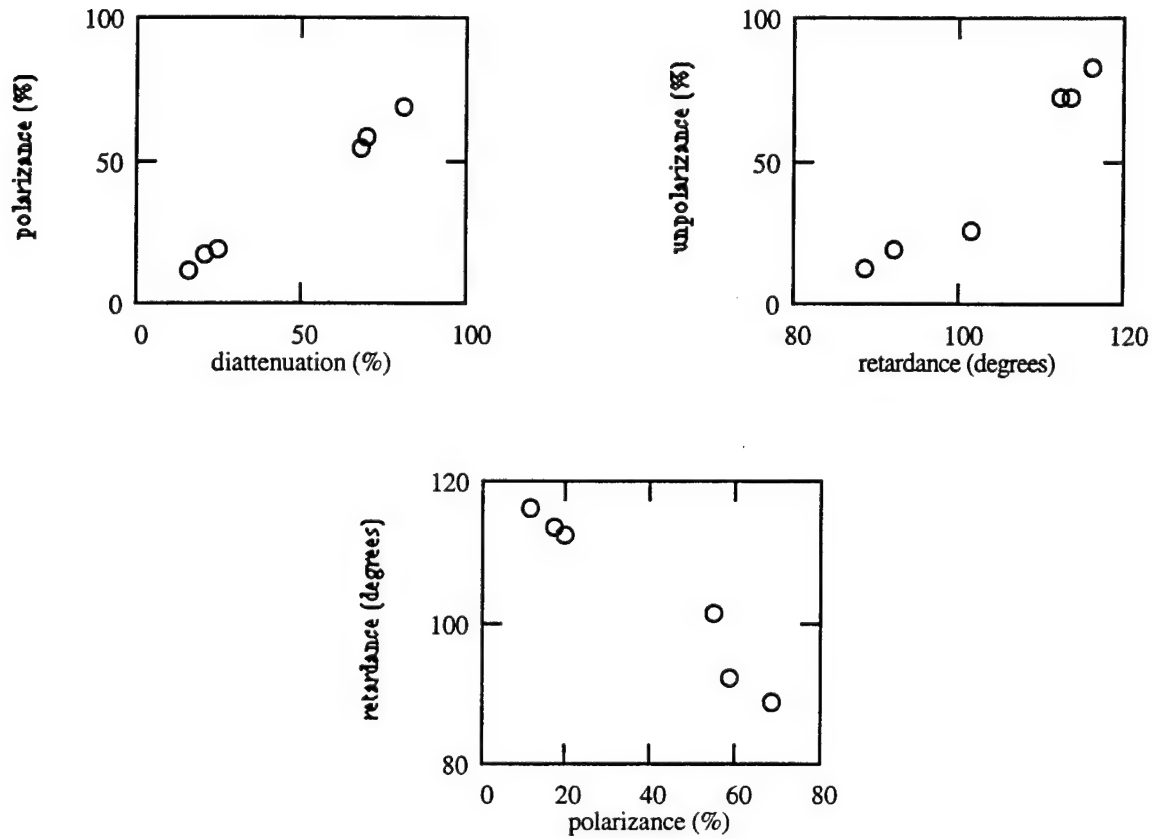 100
polarizance (%)
50
0
0 50 100
diattenuation (%)
100
unpolarizance (%)
50
0
80 100 120
retardance (degrees)
120
retardance (degrees)
100
80
0 20 40 60 80
polarizance (%)